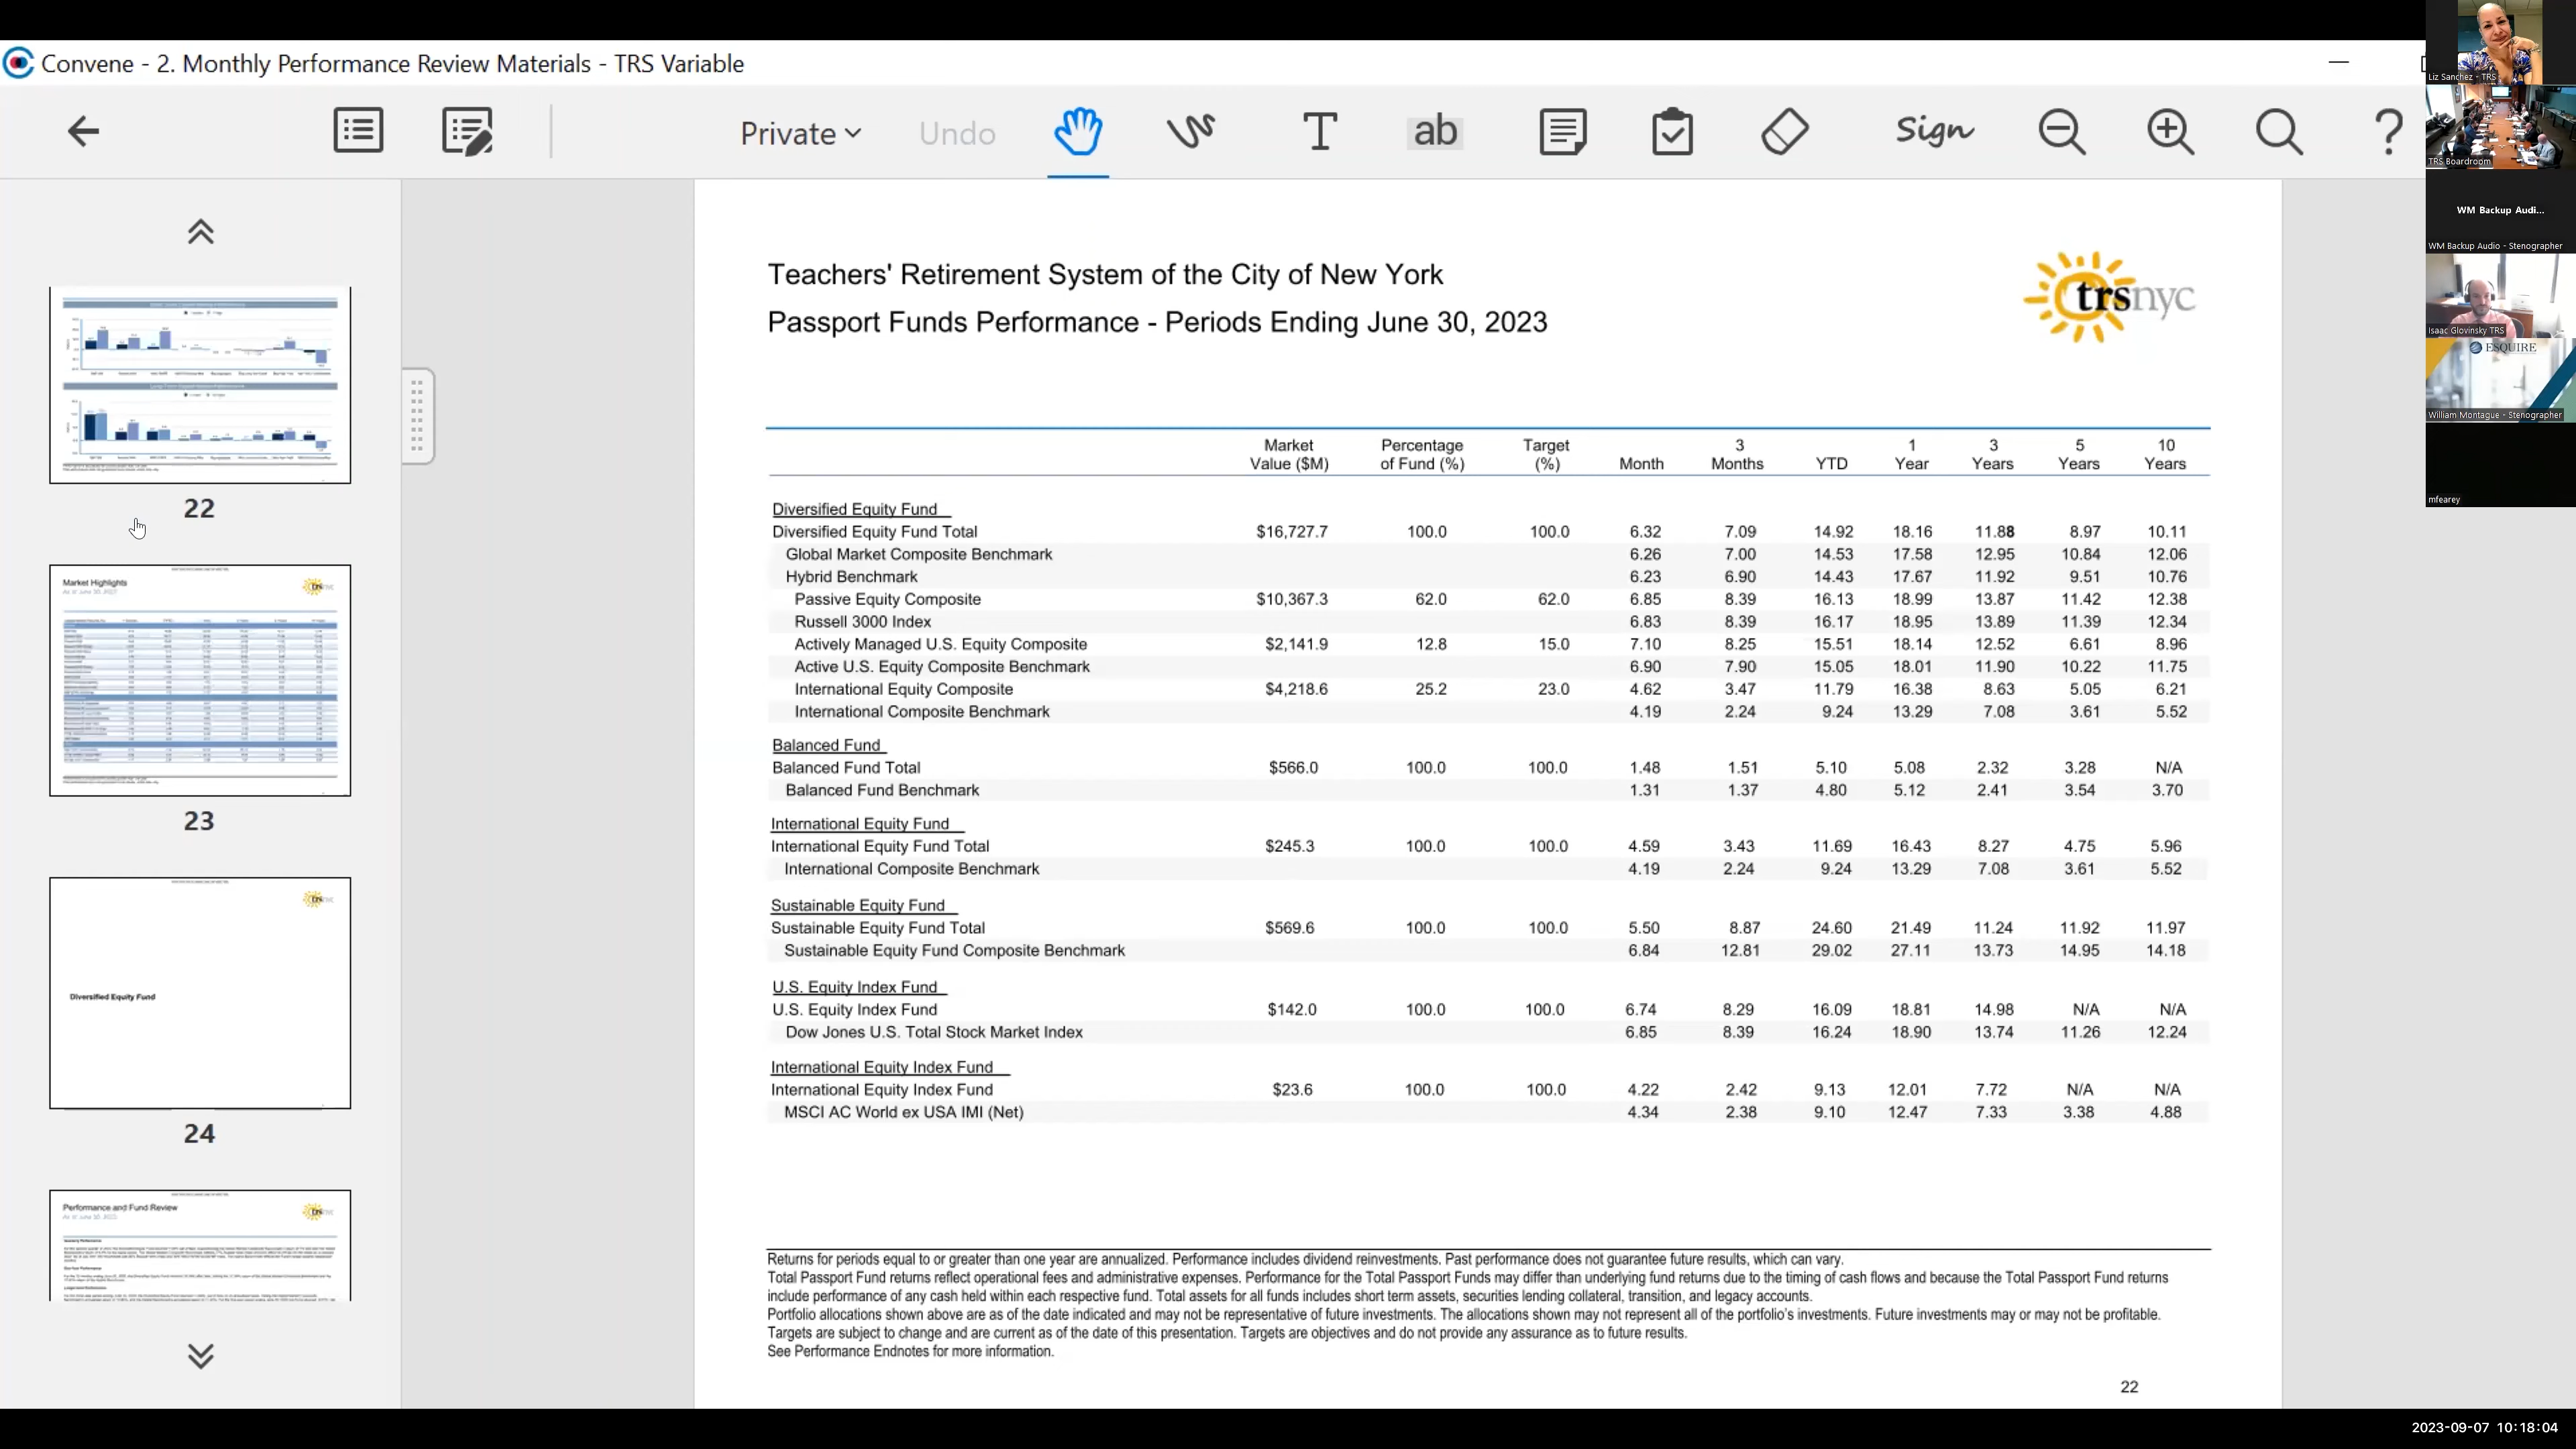 Convene - 2. Monthly Performance Review Materials - TRS Variable
Private Undo T ab Sign ?
22
Market Highlights
23
Diversified Equity Fund
24
Performance and Fund Review
Teachers' Retirement System of the City of New York
Passport Funds Performance - Periods Ending June 30, 2023
trsnyc
Market Value ($M) Percentage of Fund (%) Target (%) Month 3 Months YTD 1 Year 3 Years 5 Years 10 Years
Diversified Equity Fund
Diversified Equity Fund Total $16,727.7 100.0 100.0 6.32 7.09 14.92 18.16 11.88 8.97 10.11
Global Market Composite Benchmark 6.26 7.00 14.53 17.58 12.95 10.84 12.06
Hybrid Benchmark 6.23 6.90 14.43 17.67 11.92 9.51 10.76
Passive Equity Composite $10,367.3 62.0 62.0 6.85 8.39 16.13 18.99 13.87 11.42 12.38
Russell 3000 Index 6.83 8.39 16.17 18.95 13.89 11.39 12.34
Actively Managed U.S. Equity Composite $2,141.9 12.8 15.0 7.10 8.25 15.51 18.14 12.52 6.61 8.96
Active U.S. Equity Composite Benchmark 6.90 7.90 15.05 18.01 11.90 10.22 11.75
International Equity Composite $4,218.6 25.2 23.0 4.62 3.47 11.79 16.38 8.63 5.05 6.21
International Composite Benchmark 4.19 2.24 9.24 13.29 7.08 3.61 5.52
Balanced Fund
Balanced Fund Total $566.0 100.0 100.0 1.48 1.51 5.10 5.08 2.32 3.28 N/A
Balanced Fund Benchmark 1.31 1.37 4.80 5.12 2.41 3.54 3.70
International Equity Fund
International Equity Fund Total $245.3 100.0 100.0 4.59 3.43 11.69 16.43 8.27 4.75 5.96
International Composite Benchmark 4.19 2.24 9.24 13.29 7.08 3.61 5.52
Sustainable Equity Fund
Sustainable Equity Fund Total $569.6 100.0 100.0 5.50 8.87 24.60 21.49 11.24 11.92 11.97
Sustainable Equity Fund Composite Benchmark 6.84 12.81 29.02 27.11 13.73 14.95 14.18
U.S. Equity Index Fund
U.S. Equity Index Fund $142.0 100.0 100.0 6.74 8.29 16.09 18.81 14.98 N/A N/A
Dow Jones U.S. Total Stock Market Index 6.85 8.39 16.24 18.90 13.74 11.26 12.24
International Equity Index Fund
International Equity Index Fund $23.6 100.0 100.0 4.22 2.42 9.13 12.01 7.72 N/A N/A
MSCI AC World ex USA IMI (Net) 4.34 2.38 9.10 12.47 7.33 3.38 4.88
Returns for periods equal to or greater than one year are annualized. Performance includes dividend reinvestments. Past performance does not guarantee future results, which can vary.
Total Passport Fund returns reflect operational fees and administrative expenses. Performance for the Total Passport Funds may differ than underlying fund returns due to the timing of cash flows and because the Total Passport Fund returns
include performance of any cash held within each respective fund. Total assets for all funds includes short term assets, securities lending collateral, transition, and legacy accounts.
Portfolio allocations shown above are as of the date indicated and may not be representative of future investments. The allocations shown may not represent all of the portfolio's investments. Future investments may or may not be profitable.
Targets are subject to change and are current as of the date of this presentation. Targets are objectives and do not provide any assurance as to future results.
See Performance Endnotes for more information.
22
Liz Sanchez - TRS
TRS Boardroom
WM Backup Audi...
WM Backup Audio - Stenographer
Isaac Glovinsky TRS
ESQUIRE
William Montague - Stenographer
mfearey
2023-09-07 10:18:04